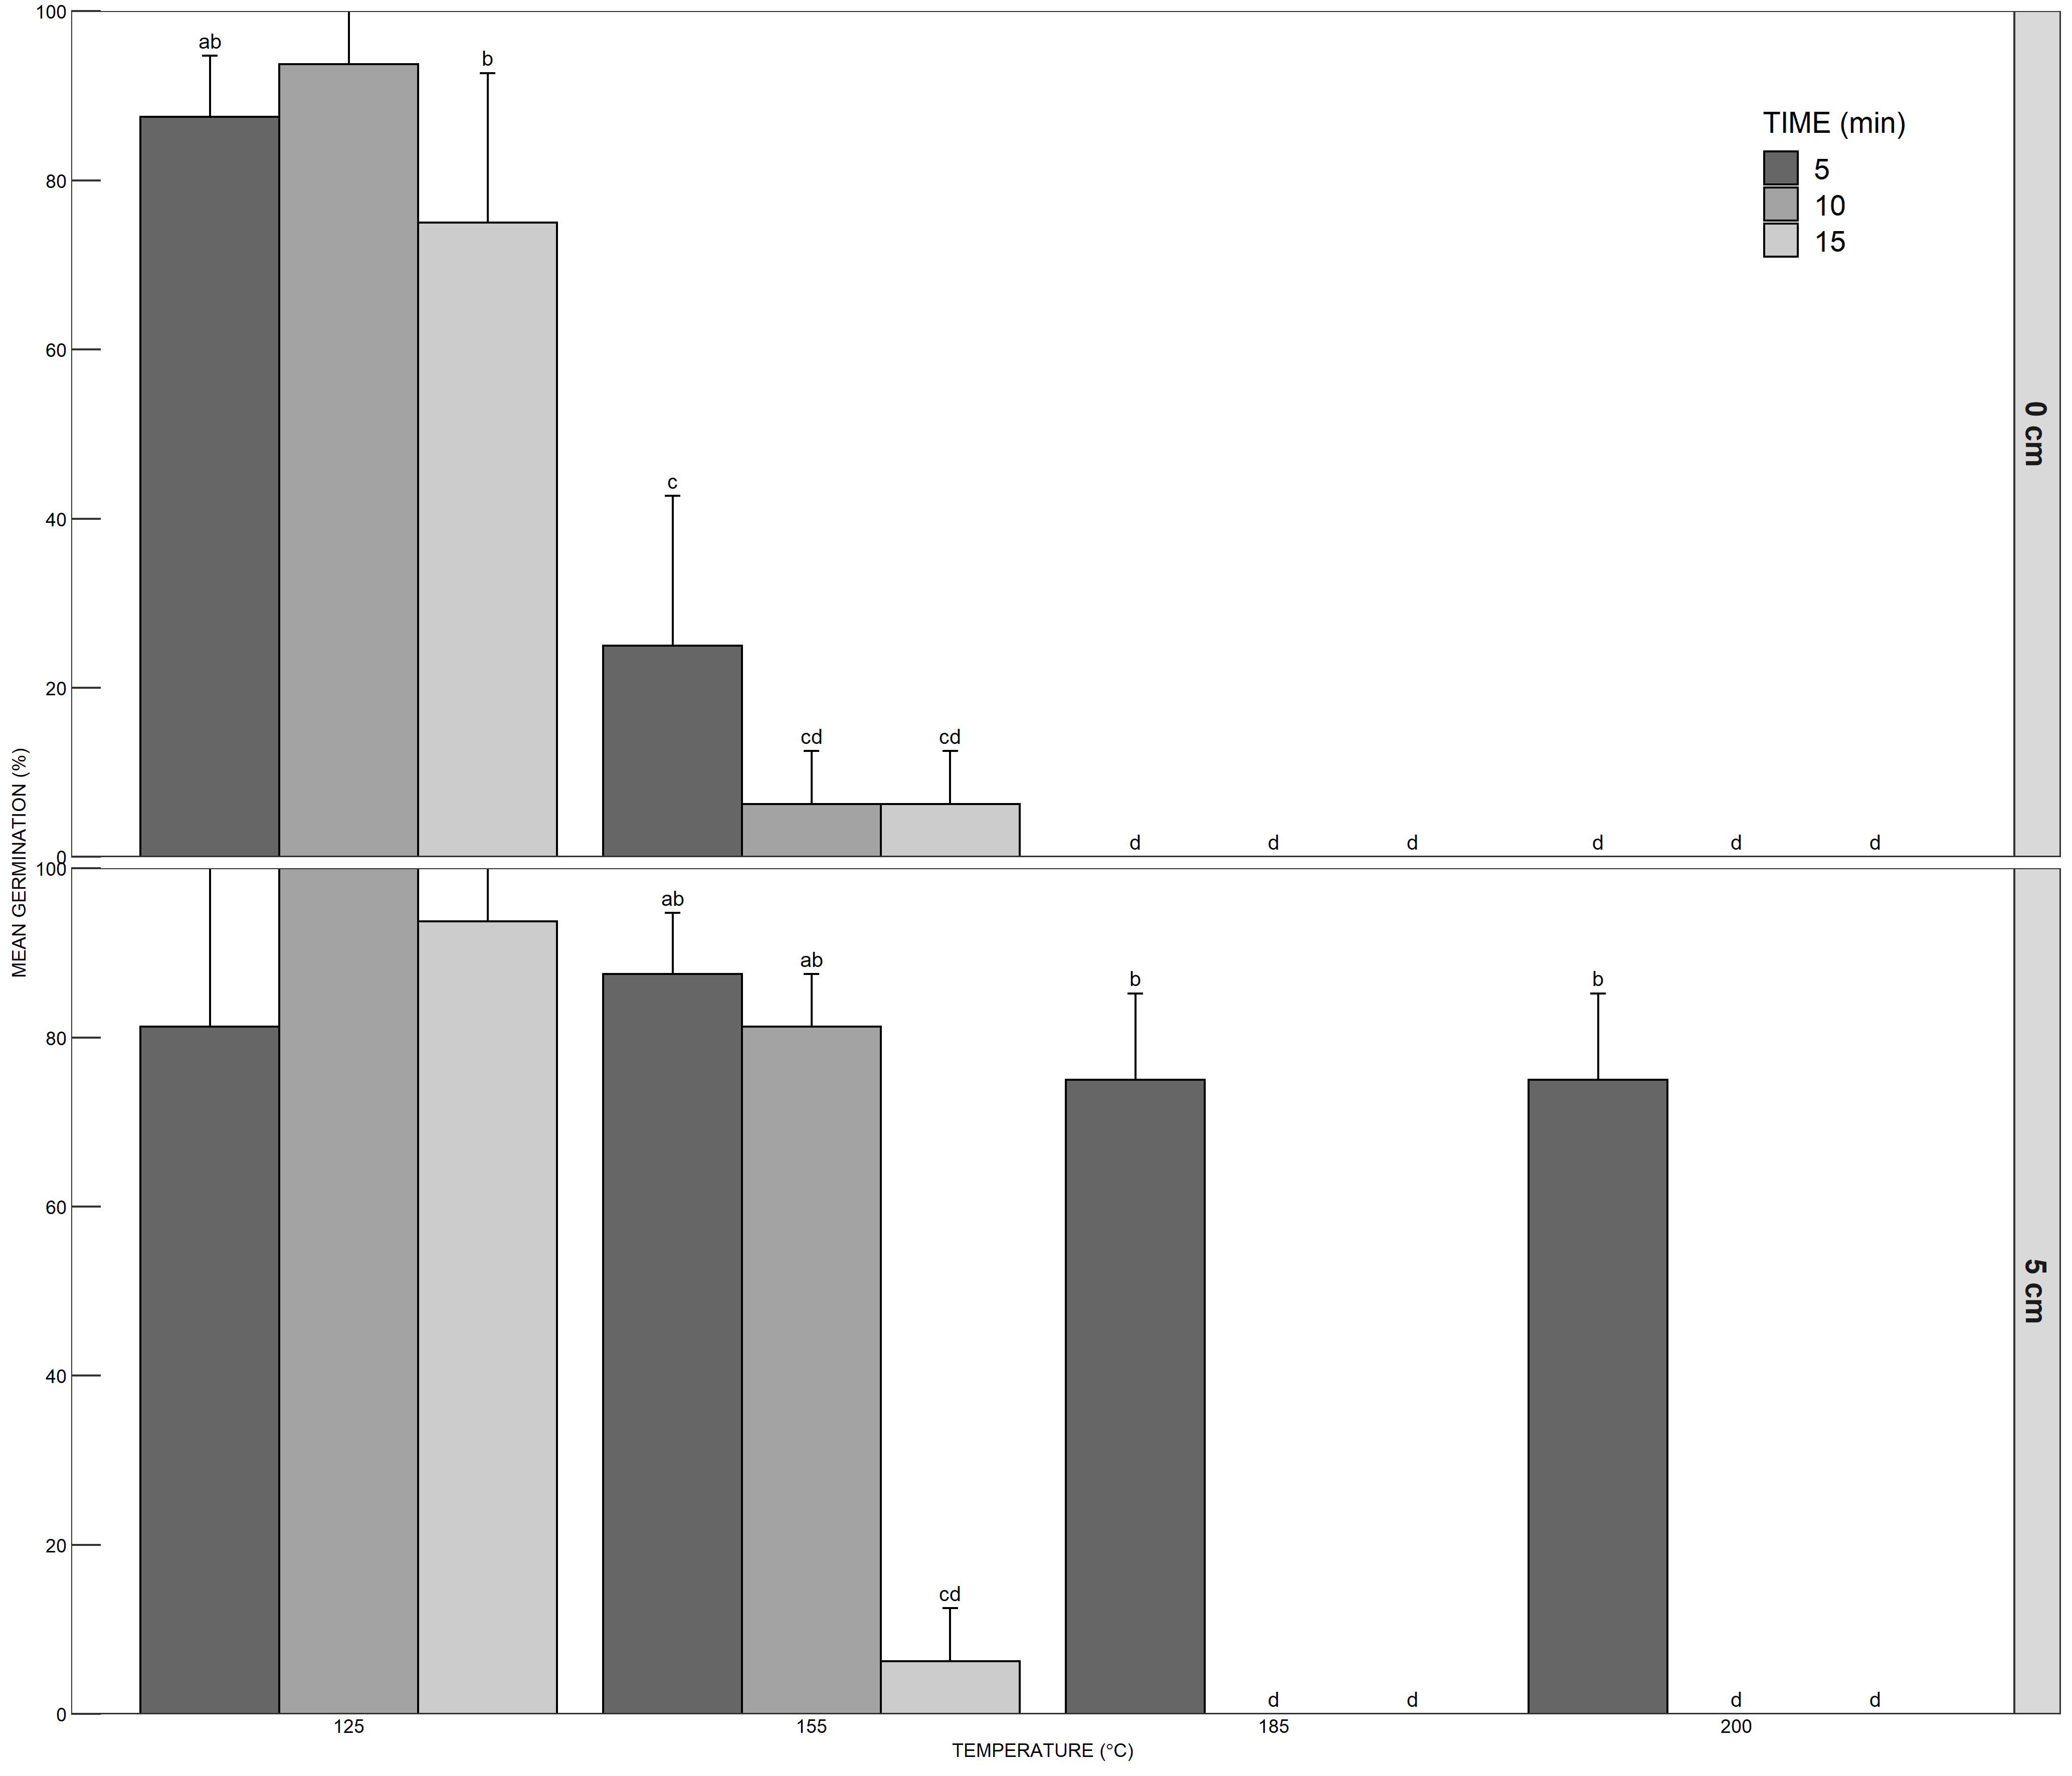 MEAN GERMINATION (%)
100
80
60
40
20
0
ab
b
c
cd
cd
d
d
d
d
d
d
TIME (min)
5
10
15
0 cm
100
80
60
40
20
0
ab
ab
cd
b
d
d
b
d
d
5 cm
125
155
185
200
TEMPERATURE (°C)